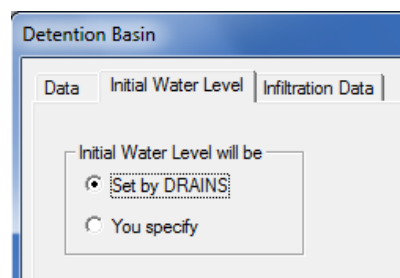 Detention Basin
Data Initial Water Level Infiltration Data
Initial Water Level will be
Set by DRAINS
You specify